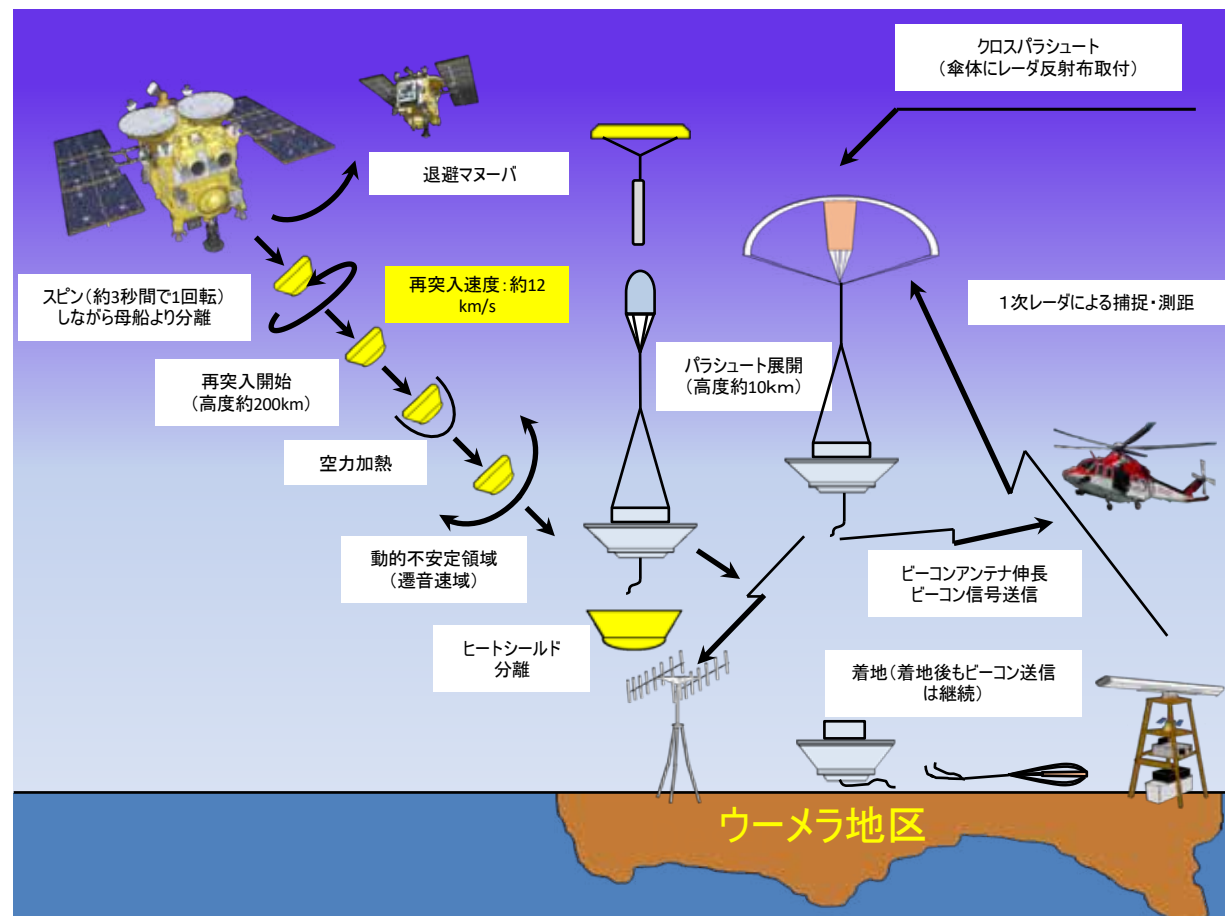 クロスパラシュート
（傘体にレーダ反射布取付）
退避マヌーバ
スピン（約3秒間で1回転）
しながら母船より分離
再突入速度：約12
km/s
１次レーダによる捕捉・測距
再突入開始
（高度約200km）
パラシュート展開
（高度約10ｋｍ）
空力加熱
動的不安定領域
（遷音速域）
ビーコンアンテナ伸長
ビーコン信号送信
ヒートシールド
分離
着地（着地後もビーコン送信
は継続）
ウーメラ地区